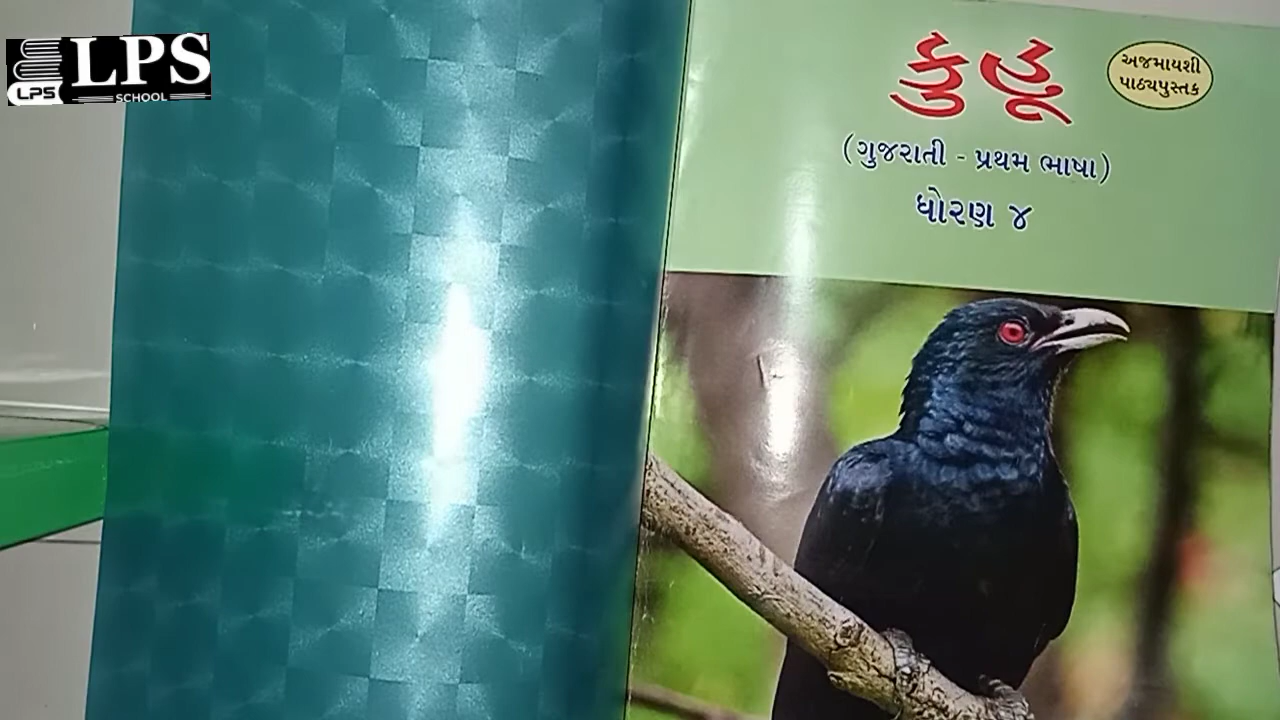 LPS
LPS
SCHOOL
કુહૂ
અજમાયશી
પાઠ્યપુસ્તક
(ગુજરાતી - પ્રથમ ભાષા)
ધોરણ ૪